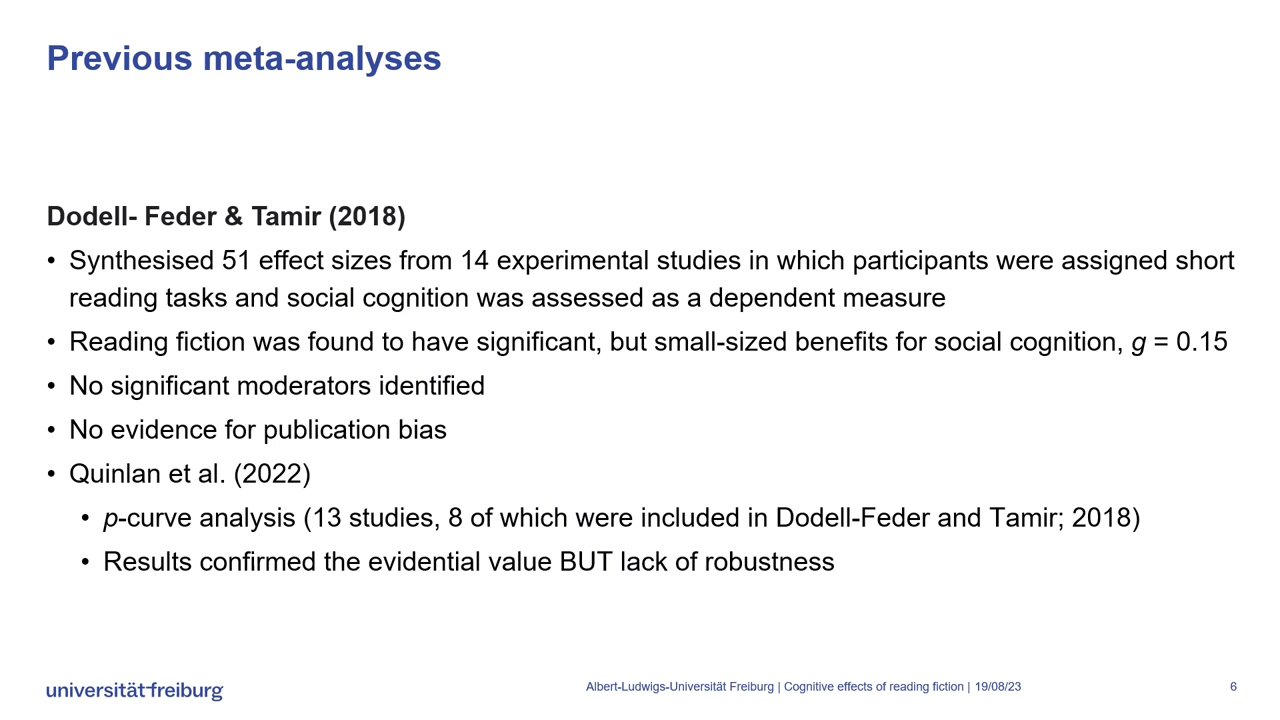 Previous meta-analyses
Dodell- Feder & Tamir (2018)
• Synthesised 51 effect sizes from 14 experimental studies in which participants were assigned short
reading tasks and social cognition was assessed as a dependent measure
• Reading fiction was found to have significant, but small-sized benefits for social cognition, g = 0.15
• No significant moderators identified
• No evidence for publication bias
• Quinlan et al. (2022)
• p-curve analysis (13 studies, 8 of which were included in Dodell-Feder and Tamir; 2018)
• Results confirmed the evidential value BUT lack of robustness
universität freiburg
Albert-Ludwigs-Universität Freiburg | Cognitive effects of reading fiction | 19/08/23
6